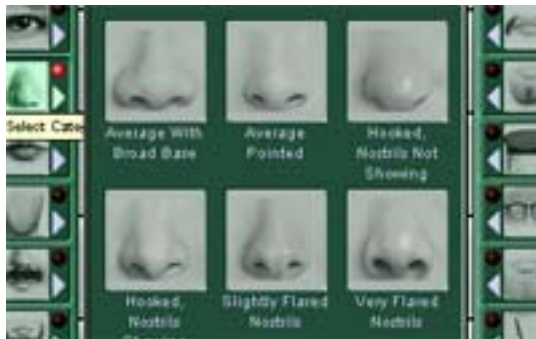 Select Cate
Average With
Broad Base
Average
Pointed
Hooked,
Nostrils Not
Showing
Hooked,
Nostrils
Slightly Flared
Nostrils
Very Flared
Nostrils